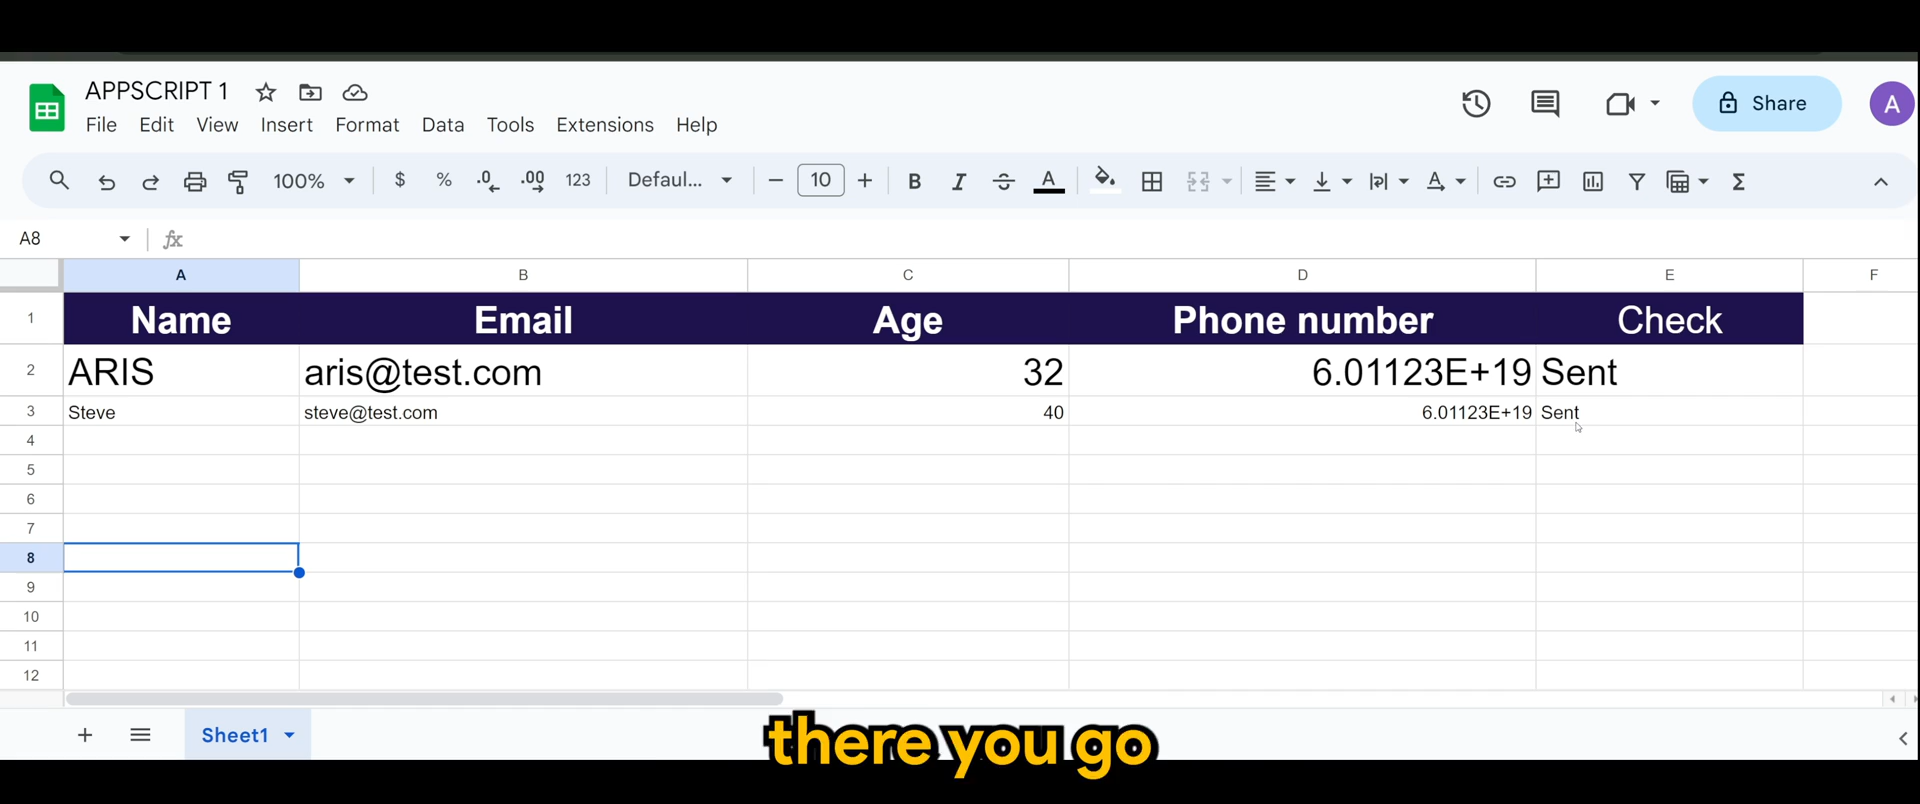 APPSCRIPT 1
File Edit View Insert Format Data Tools Extensions Help
Share
A
100% $ % .0 .00 123 Defaul... 10 B I A A Σ
A8 fx
A B C D E F
1 Name Email Age Phone number Check
2 ARIS aris@test.com 32 6.01123E+19 Sent
3 Steve steve@test.com 40 6.01123E+19 Sent
4
5
6
7
8
9
10
11
12
Sheet1
there you go